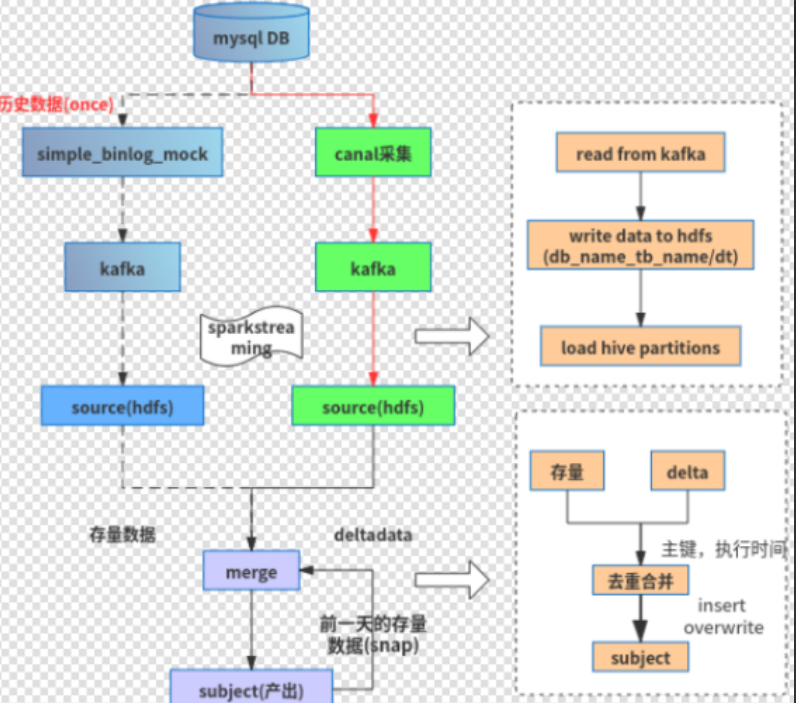 mysql DB
历史数据(once)
simple_binlog_mock
canal采集
kafka
kafka
sparkstrea
ming
source(hdfs)
source(hdfs)
存量数据
deltadata
merge
前一天的存量
数据(snap)
subject(产出)
read from kafka
write data to hdfs
(db_name_tb_name/dt)
load hive partitions
存量
delta
主键，执行时间
去重合并
insert
overwrite
subject